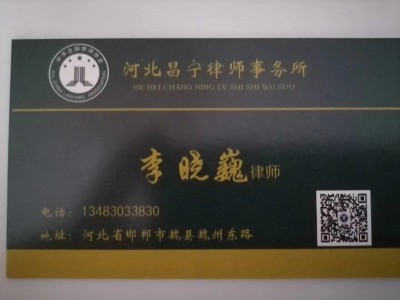 河北昌宁律师事务所
HE BEI CHANG NING LV SHI SHI WU SUO
李晓巍律师
电话：13483033830
地址：河北省邯郸市魏县魏州东路